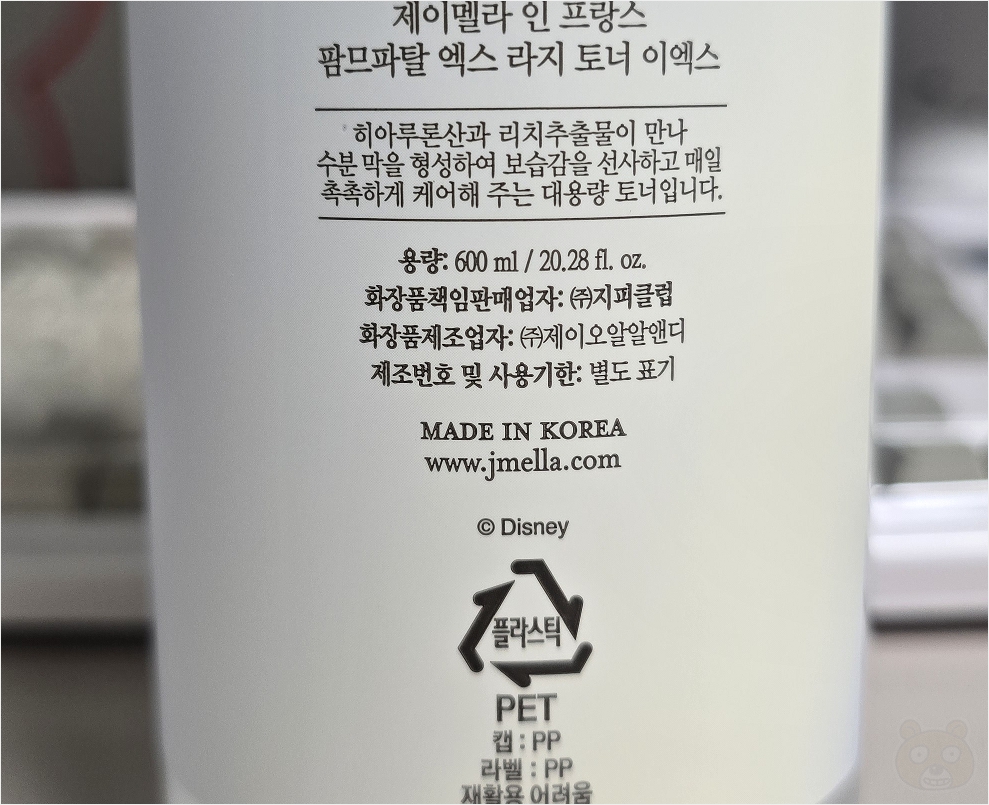 제이멜라 인 프랑스
팜므파탈 엑스 라지 토너 이엑스
히아루론산과 리치추출물이 만나
수분 막을 형성하여 보습감을 선사하고 매일
촉촉하게 케어해 주는 대용량 토너입니다.
용량: 600 ml / 20.28 fl. oz.
화장품책임판매업자: ㈜지피클럽
화장품제조업자: ㈜제이오알알앤디
제조번호 및 사용기한: 별도 표기
MADE IN KOREA
www.jmella.com
© Disney
플라스틱
PET
캡 : PP
라벨 : PP
재활용 어려움